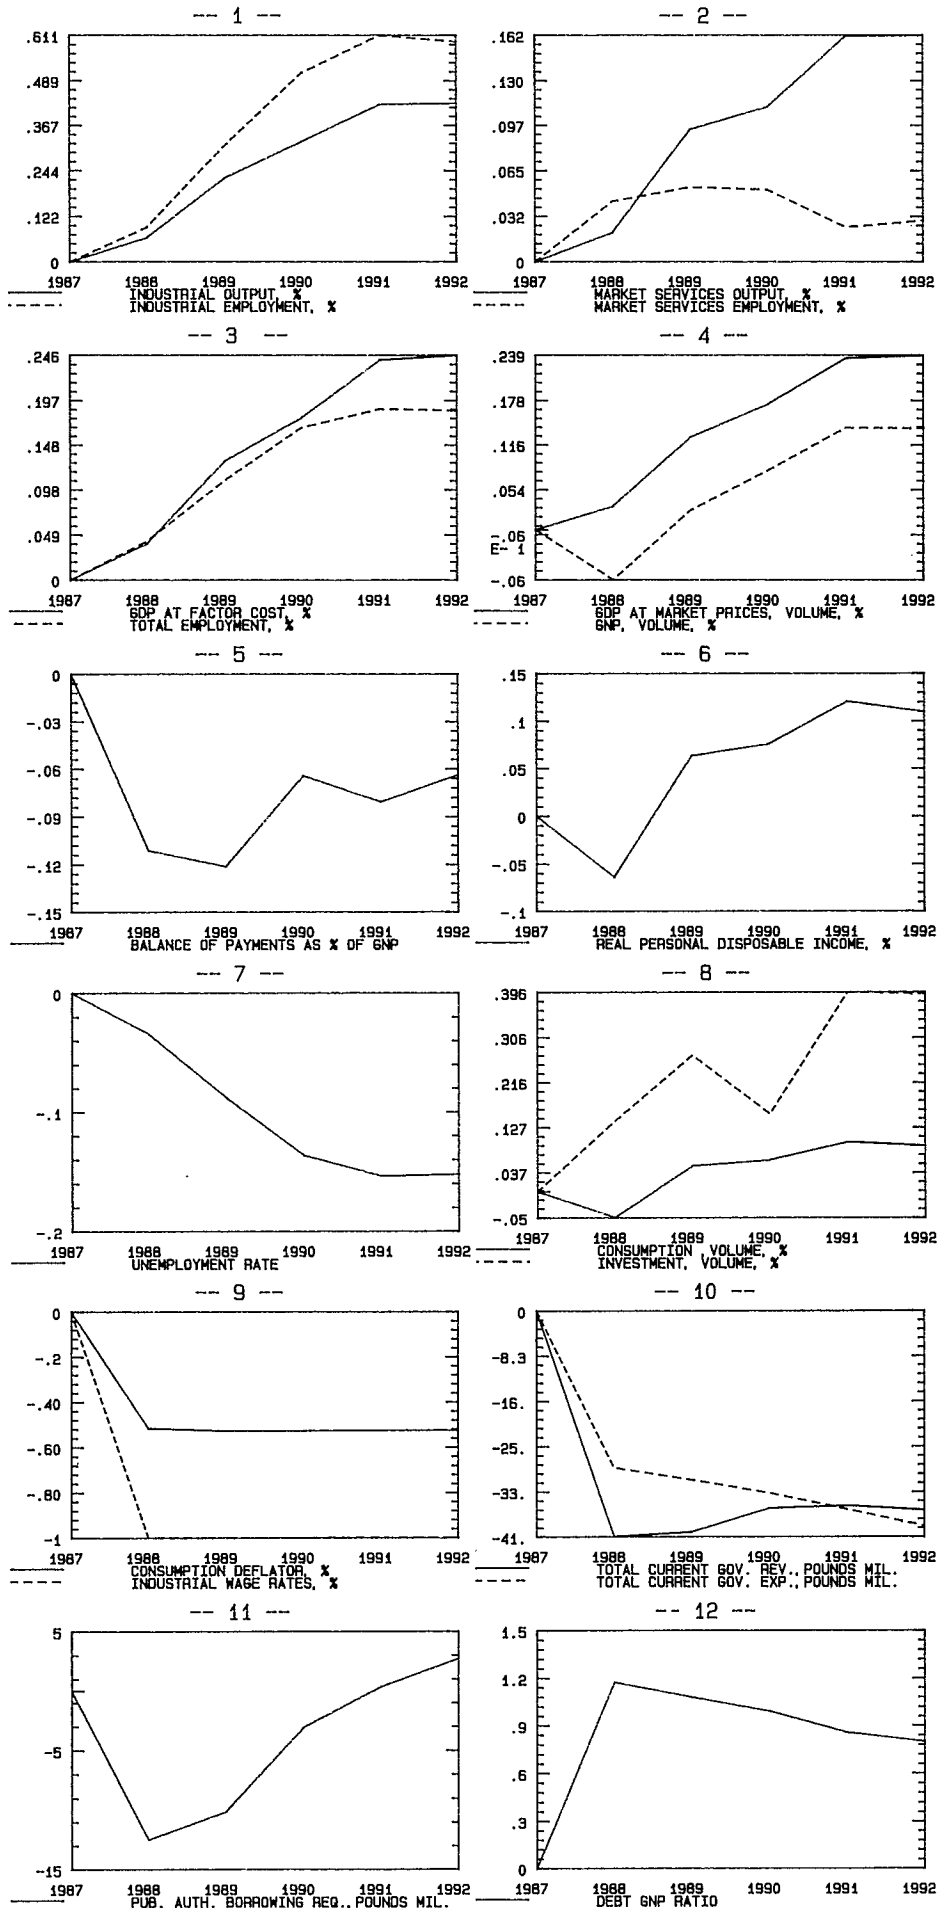 -- 1 --
.611
.489
.367
.244
.122
0
1987 1988 1989 1990 1991 1992
INDUSTRIAL OUTPUT, %
INDUSTRIAL EMPLOYMENT, %
-- 2 --
.162
.130
.097
.065
.032
0
1987 1988 1989 1990 1991 1992
MARKET SERVICES OUTPUT, %
MARKET SERVICES EMPLOYMENT, %
-- 3 --
.246
.197
.148
.098
.049
0
1987 1988 1989 1990 1991 1992
GDP AT FACTOR COST, %
TOTAL EMPLOYMENT, %
-- 4 --
.239
.178
.116
.054
-.06
E- 1
-.06
1987 1988 1989 1990 1991 1992
GDP AT MARKET PRICES, VOLUME, %
GNP, VOLUME, %
-- 5 --
0
-.03
-.06
-.09
-.12
-.15
1987 1988 1989 1990 1991 1992
BALANCE OF PAYMENTS AS % OF GNP
-- 6 --
.15
.1
.05
0
-.05
-.1
1987 1988 1989 1990 1991 1992
REAL PERSONAL DISPOSABLE INCOME, %
-- 7 --
0
-.1
-.2
1987 1988 1989 1990 1991 1992
UNEMPLOYMENT RATE
-- 8 --
.396
.306
.216
.127
.037
-.05
1987 1988 1989 1990 1991 1992
CONSUMPTION , VOLUME, %
INVESTMENT, VOLUME, %
-- 9 --
0
-.2
-.40
-.60
-.80
-1
1987 1988 1989 1990 1991 1992
CONSUMPTION DEFLATOR, %
INDUSTRIAL WAGE RATES, %
-- 10 --
0
-8.3
-16.
-25.
-33.
-41.
1987 1988 1989 1990 1991 1992
TOTAL CURRENT GOV. REV., POUNDS MIL.
TOTAL CURRENT GOV. EXP., POUNDS MIL.
-- 11 --
5
-5
-15
1987 1988 1989 1990 1991 1992
PUB. AUTH. BORROWING REQ., POUNDS MIL.
-- 12 --
1.5
1.2
.9
.6
.3
0
1987 1988 1989 1990 1991 1992
DEBT GNP RATIO